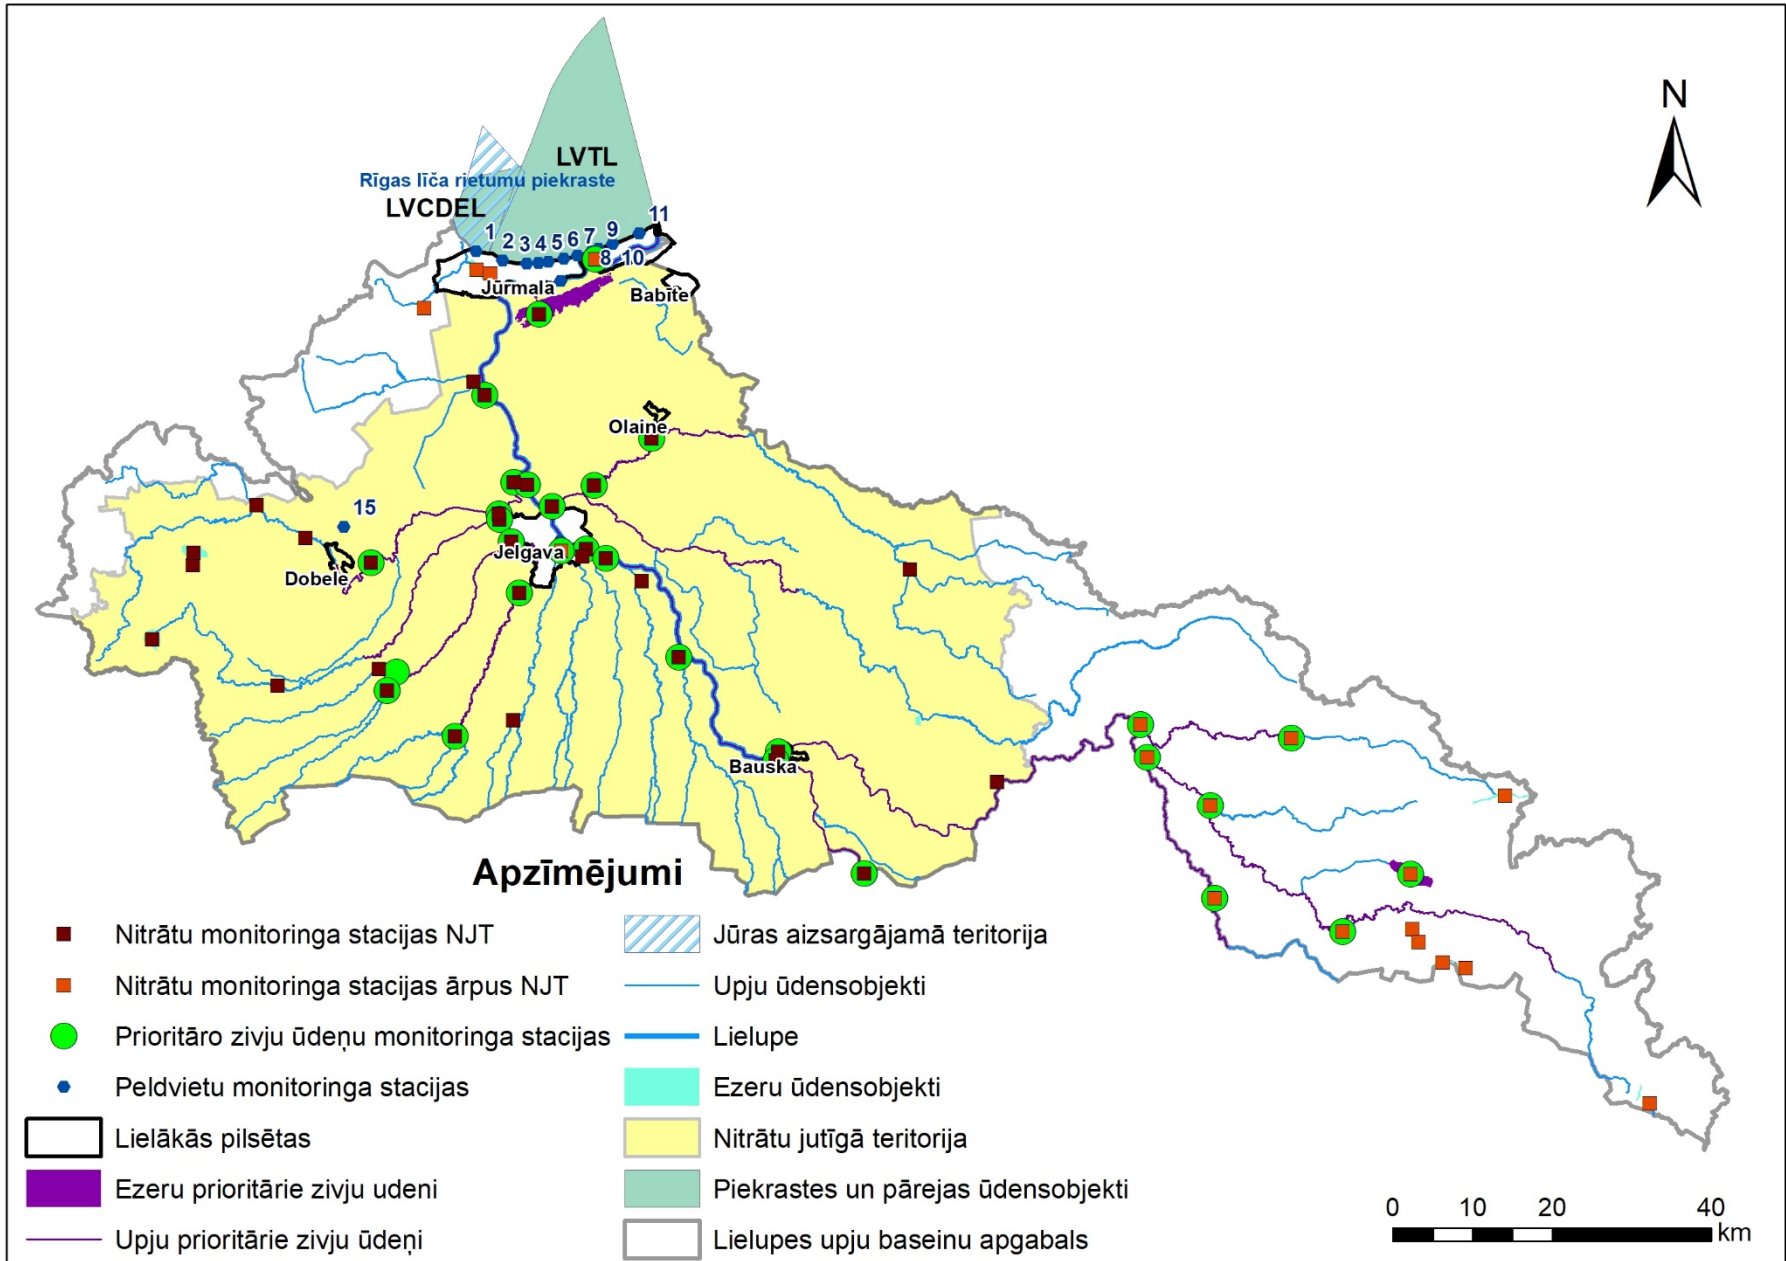 N
LVTL
Rīgas līča rietumu piekraste
LVCDEL
1
2
3
4
5
6
7
8
9
10
11
Jūrmala
Babīte
Olaine
15
Dobele
Jelgava
Bauska
Apzīmējumi
Nitrātu monitoringa stacijas NJT
Nitrātu monitoringa stacijas ārpus NJT
Prioritāro zivju ūdeņu monitoringa stacijas
Peldvietu monitoringa stacijas
Lielākās pilsētas
Ezeru prioritārie zivju udeni
Upju prioritārie zivju ūdeņi
Jūras aizsargājamā teritorija
Upju ūdensobjekti
Lielupe
Ezeru ūdensobjekti
Nitrātu jutīgā teritorija
Piekrastes un pārejas ūdensobjekti
Lielupes upju baseinu apgabals
0 10 20 40
km